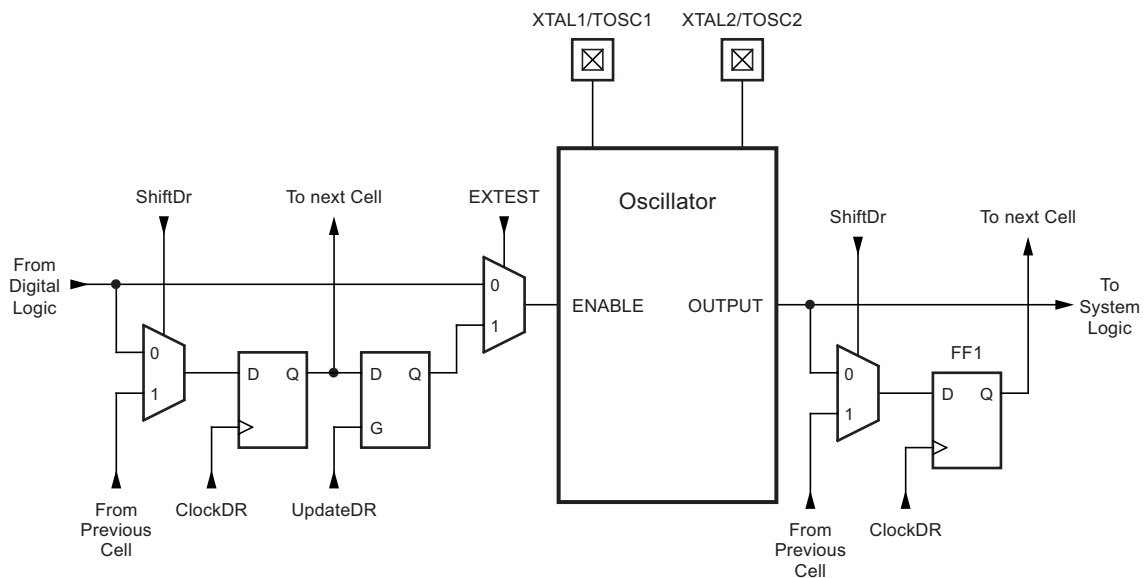 XTAL1/TOSC1
XTAL2/TOSC2
ShiftDr
To next Cell
EXTEST
Oscillator
ShiftDr
To next Cell
From
Digital
Logic
0
1
0
1
ENABLE
OUTPUT
To
System
Logic
0
1
D
Q
D
Q
G
FF1
D
Q
From
Previous
Cell
ClockDR
UpdateDR
From
Previous
Cell
ClockDR